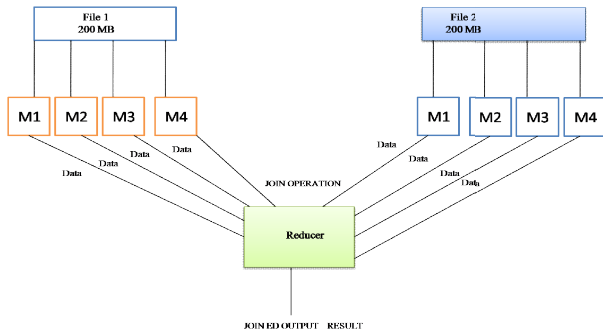 File 1
200 MB
File 2
200 MB
M1 M2 M3 M4
M1 M2 M3 M4
Data
Data
Data
Data
Data
Data
Data
JOIN OPERATION
Reducer
JOIN ED OUTPUT RESULT